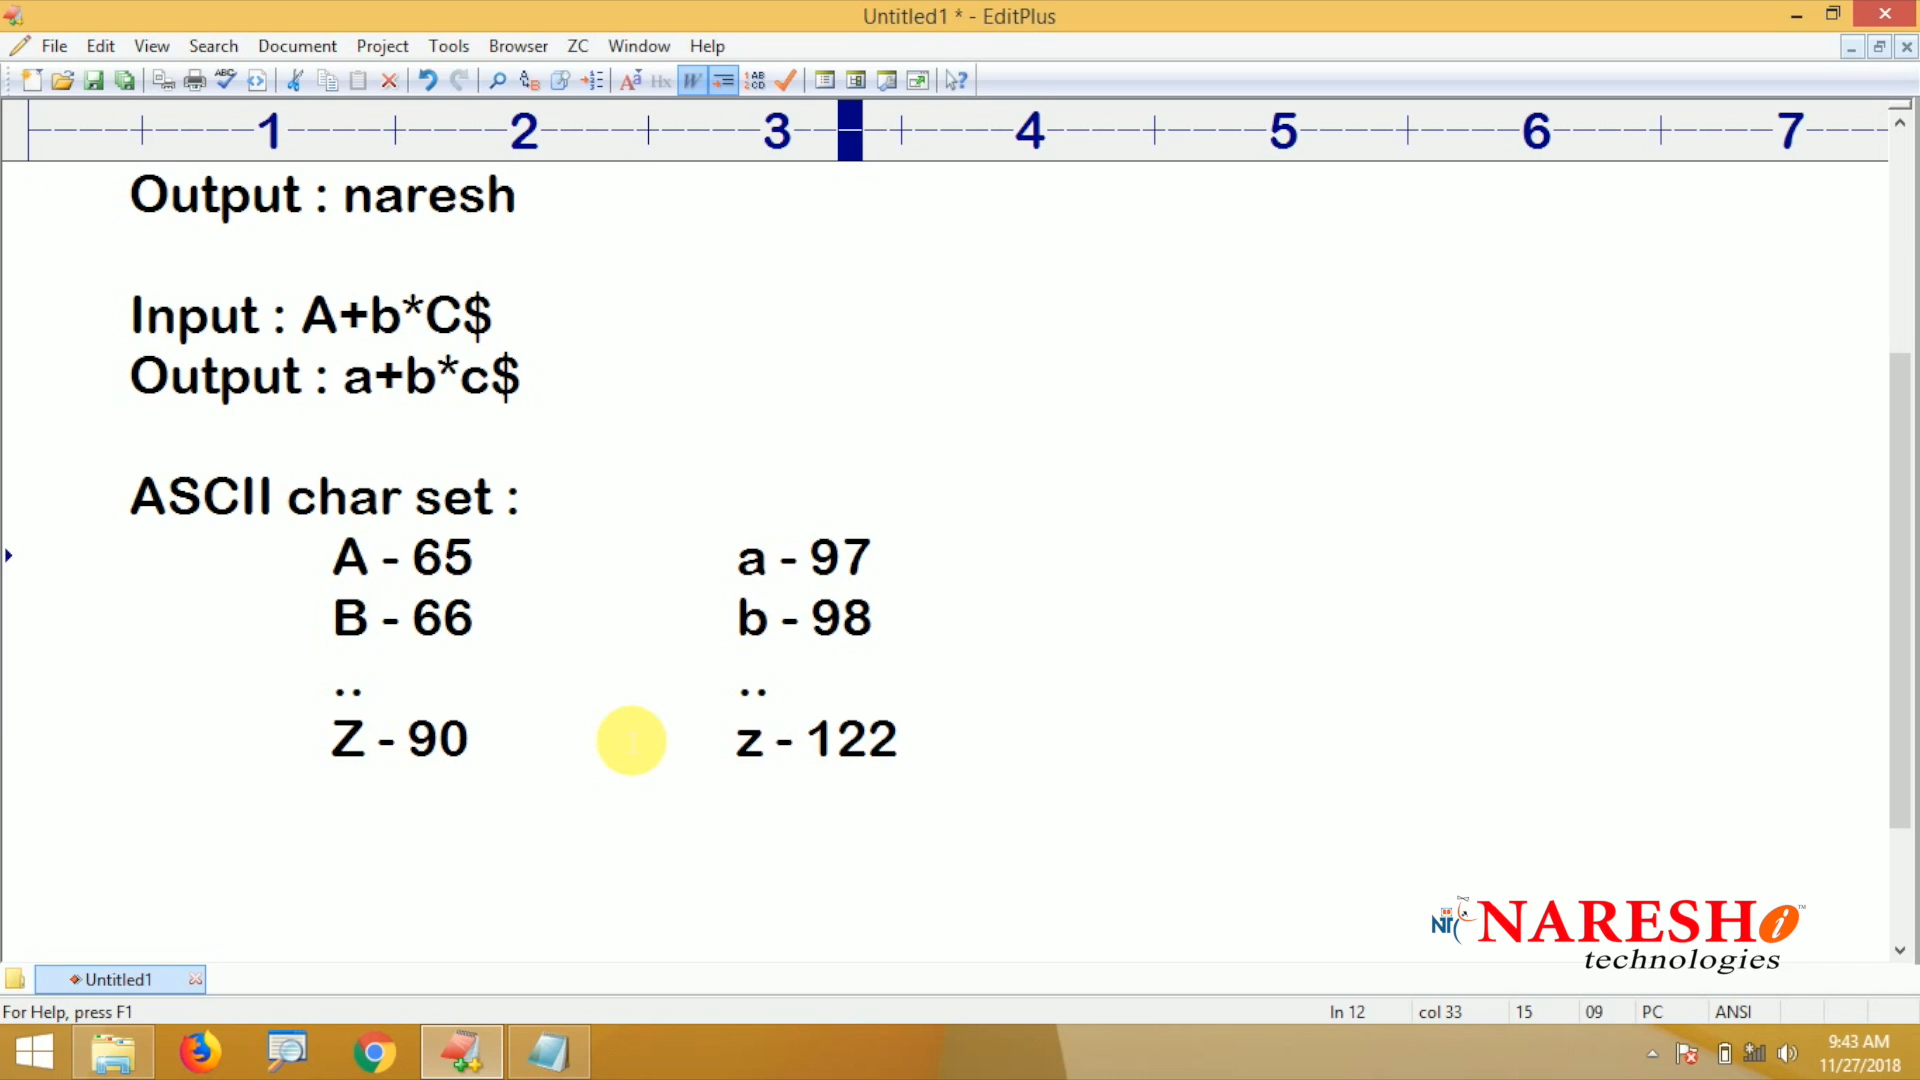 Untitled1 * - EditPlus
File Edit View Search Document Project Tools Browser ZC Window Help
1 2 3 4 5 6 7
Output : naresh
Input : A+b*C$
Output : a+b*c$
ASCII char set :
A - 65 a - 97
B - 66 b - 98
.. ..
Z - 90 z - 122
NARESH i
technologies
Untitled1
For Help, press F1 ln 12 col 33 15 09 PC ANSI
9:43 AM
11/27/2018